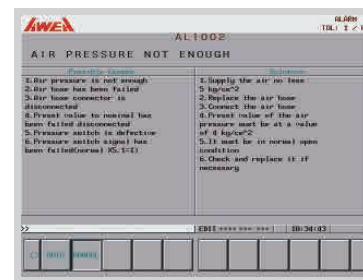 AWEA
ALARM
AL1002
AIR PRESSURE NOT ENOUGH
Possible Causes
Solutions
1.Air pressure is not enough
2.Air hose has been failed
3.Air hose connector is
disconnected
4.Preset value to nominal has
been failed disconnected
5.Pressure switch is defective
6.Pressure switch signal has
been failed(normal X5.1=1)
1.Supply the air no less
5 kg/cm^2
2.Replace the air hose
3.Connect the air hose
4.Preset value of the air
pressure must be at a value
of 4 kg/cm^2
5.It must be in normal open
condition
6.Check and replace it if
necessary
>>
EDIT **** *** ***
10:34:03
MANUAL